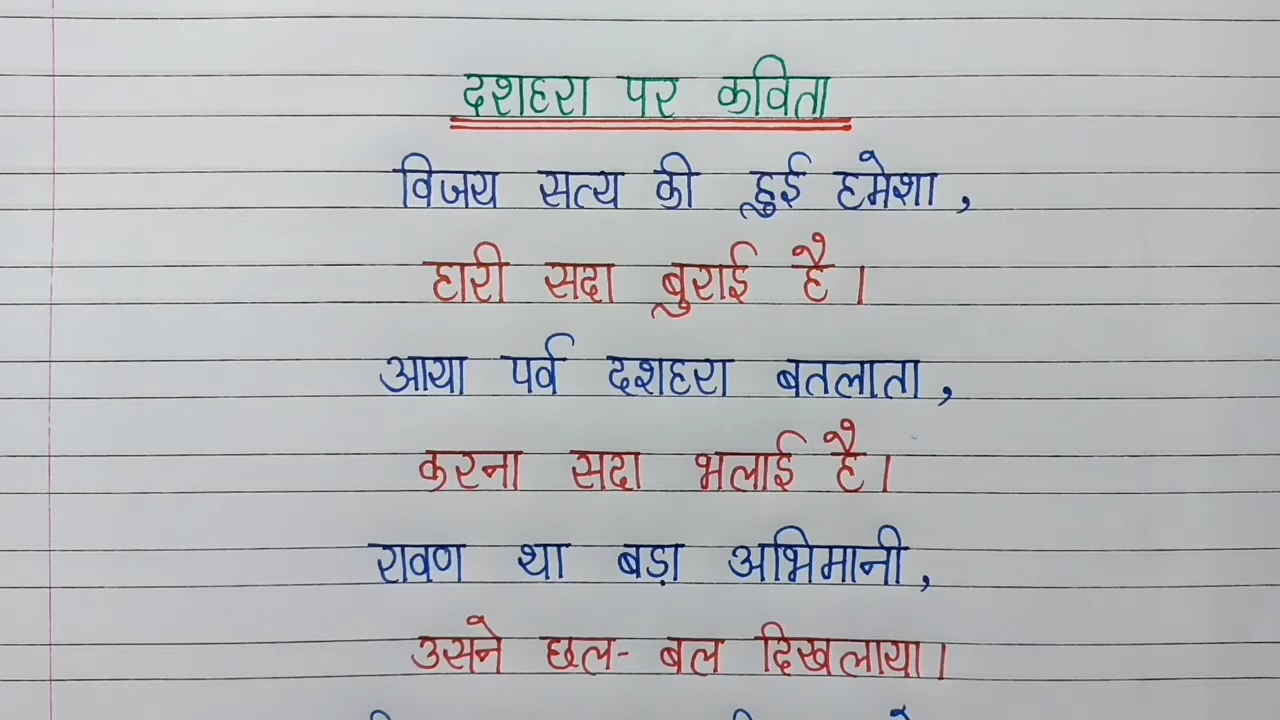 दशहरा पर कविता
विजय सत्य की हुई हमेशा,
हारी सदा बुराई है।
आया पर्व दशहरा बतलाता,
करना सदा भलाई है।
रावण था बड़ा अभिमानी,
उसने छल-बल दिखलाया।